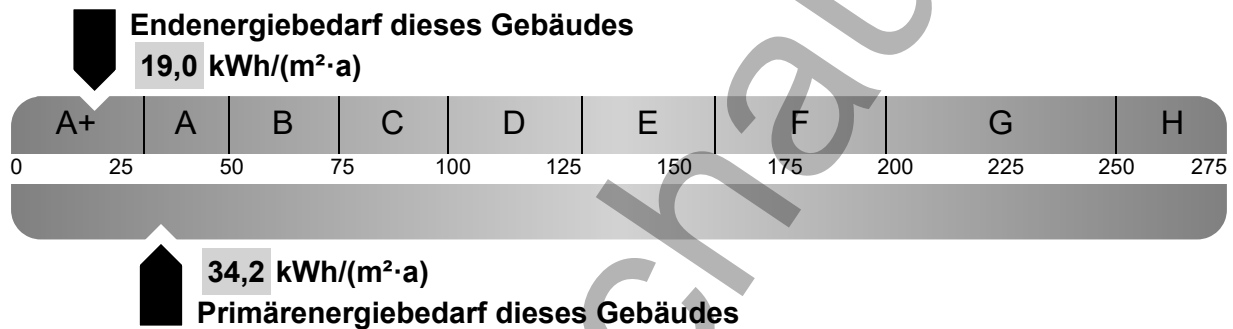 Endenergiebedarf dieses Gebäudes
19,0 kWh/(m²·a)
A+ A B C D E F G H
0 25 50 75 100 125 150 175 200 225 250 275
34,2 kWh/(m²·a)
Primärenergiebedarf dieses Gebäudes